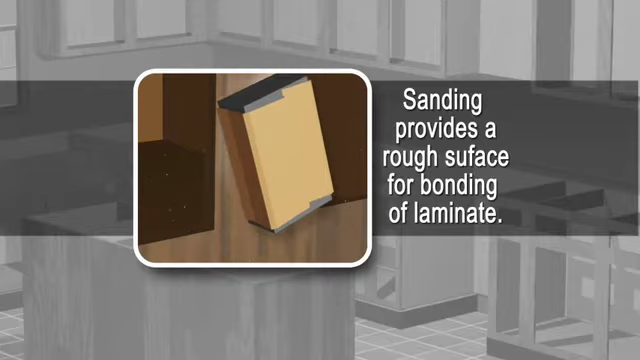 Sanding
provides a
rough suface
for bonding
of laminate.